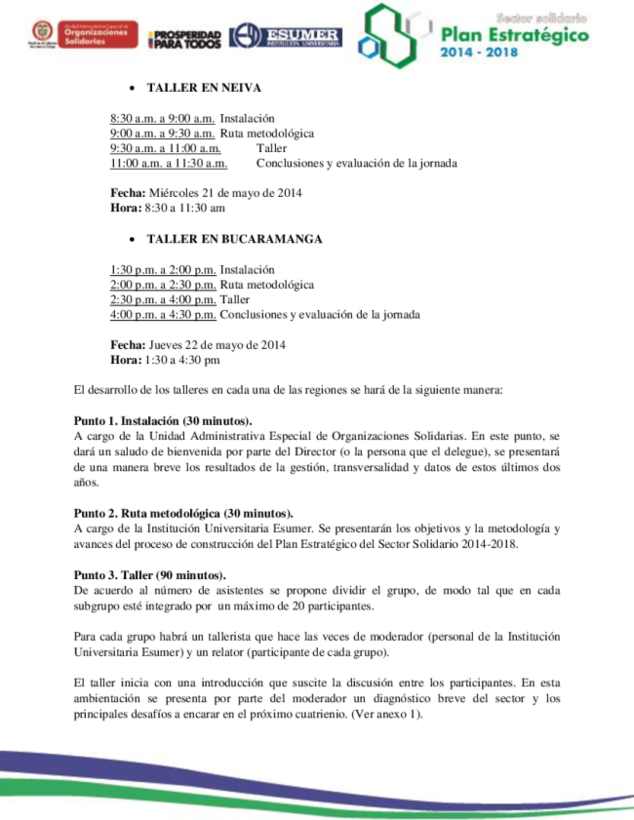 Unidad Administrativa Especial de
Organizaciones
Solidarias
PROSPERIDAD
PARA TODOS
ESUMER
INSTITUCIÓN UNIVERSITARIA
Sector solidario
Plan Estratégico
2014 - 2018
• TALLER EN NEIVA
8:30 a.m. a 9:00 a.m. Instalación
9:00 a.m. a 9:30 a.m. Ruta metodológica
9:30 a.m. a 11:00 a.m. Taller
11:00 a.m. a 11:30 a.m. Conclusiones y evaluación de la jornada
Fecha: Miércoles 21 de mayo de 2014
Hora: 8:30 a 11:30 am
• TALLER EN BUCARAMANGA
1:30 p.m. a 2:00 p.m. Instalación
2:00 p.m. a 2:30 p.m. Ruta metodológica
2:30 p.m. a 4:00 p.m. Taller
4:00 p.m. a 4:30 p.m. Conclusiones y evaluación de la jornada
Fecha: Jueves 22 de mayo de 2014
Hora: 1:30 a 4:30 pm
El desarrollo de los talleres en cada una de las regiones se hará de la siguiente manera:
Punto 1. Instalación (30 minutos).
A cargo de la Unidad Administrativa Especial de Organizaciones Solidarias. En este punto, se
dará un saludo de bienvenida por parte del Director (o la persona que el delegue), se presentará
de una manera breve los resultados de la gestión, transversalidad y datos de estos últimos dos
años.
Punto 2. Ruta metodológica (30 minutos).
A cargo de la Institución Universitaria Esumer. Se presentarán los objetivos y la metodología y
avances del proceso de construcción del Plan Estratégico del Sector Solidario 2014-2018.
Punto 3. Taller (90 minutos).
De acuerdo al número de asistentes se propone dividir el grupo, de modo tal que en cada
subgrupo esté integrado por un máximo de 20 participantes.
Para cada grupo habrá un tallerista que hace las veces de moderador (personal de la Institución
Universitaria Esumer) y un relator (participante de cada grupo).
El taller inicia con una introducción que suscite la discusión entre los participantes. En esta
ambientación se presenta por parte del moderador un diagnóstico breve del sector y los
principales desafíos a encarar en el próximo cuatrienio. (Ver anexo 1).